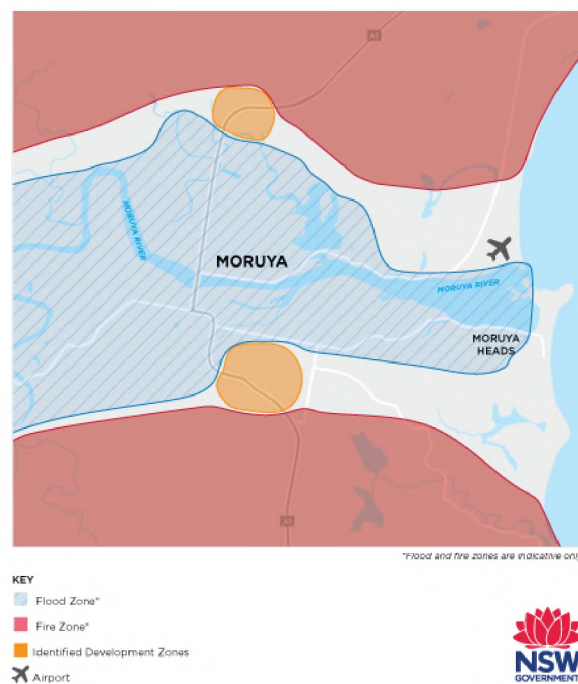 A1
MORUYA RIVER
MORUYA
MORUYA RIVER
MORUYA
HEADS
A1
*Flood and fire zones are indicative only
KEY
Flood Zone*
Fire Zone*
Identified Development Zones
Airport
NSW
GOVERNMENT